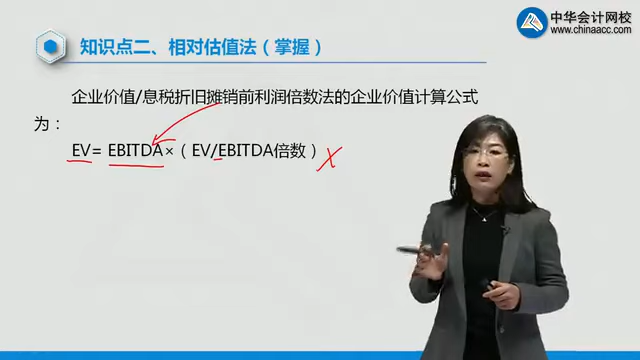 中华会计网校
www.chinaacc.com
知识点二、相对估值法（掌握）
企业价值/息税折旧摊销前利润倍数法的企业价值计算公式
为：
EV= EBITDA×（ EV/EBITDA倍数）